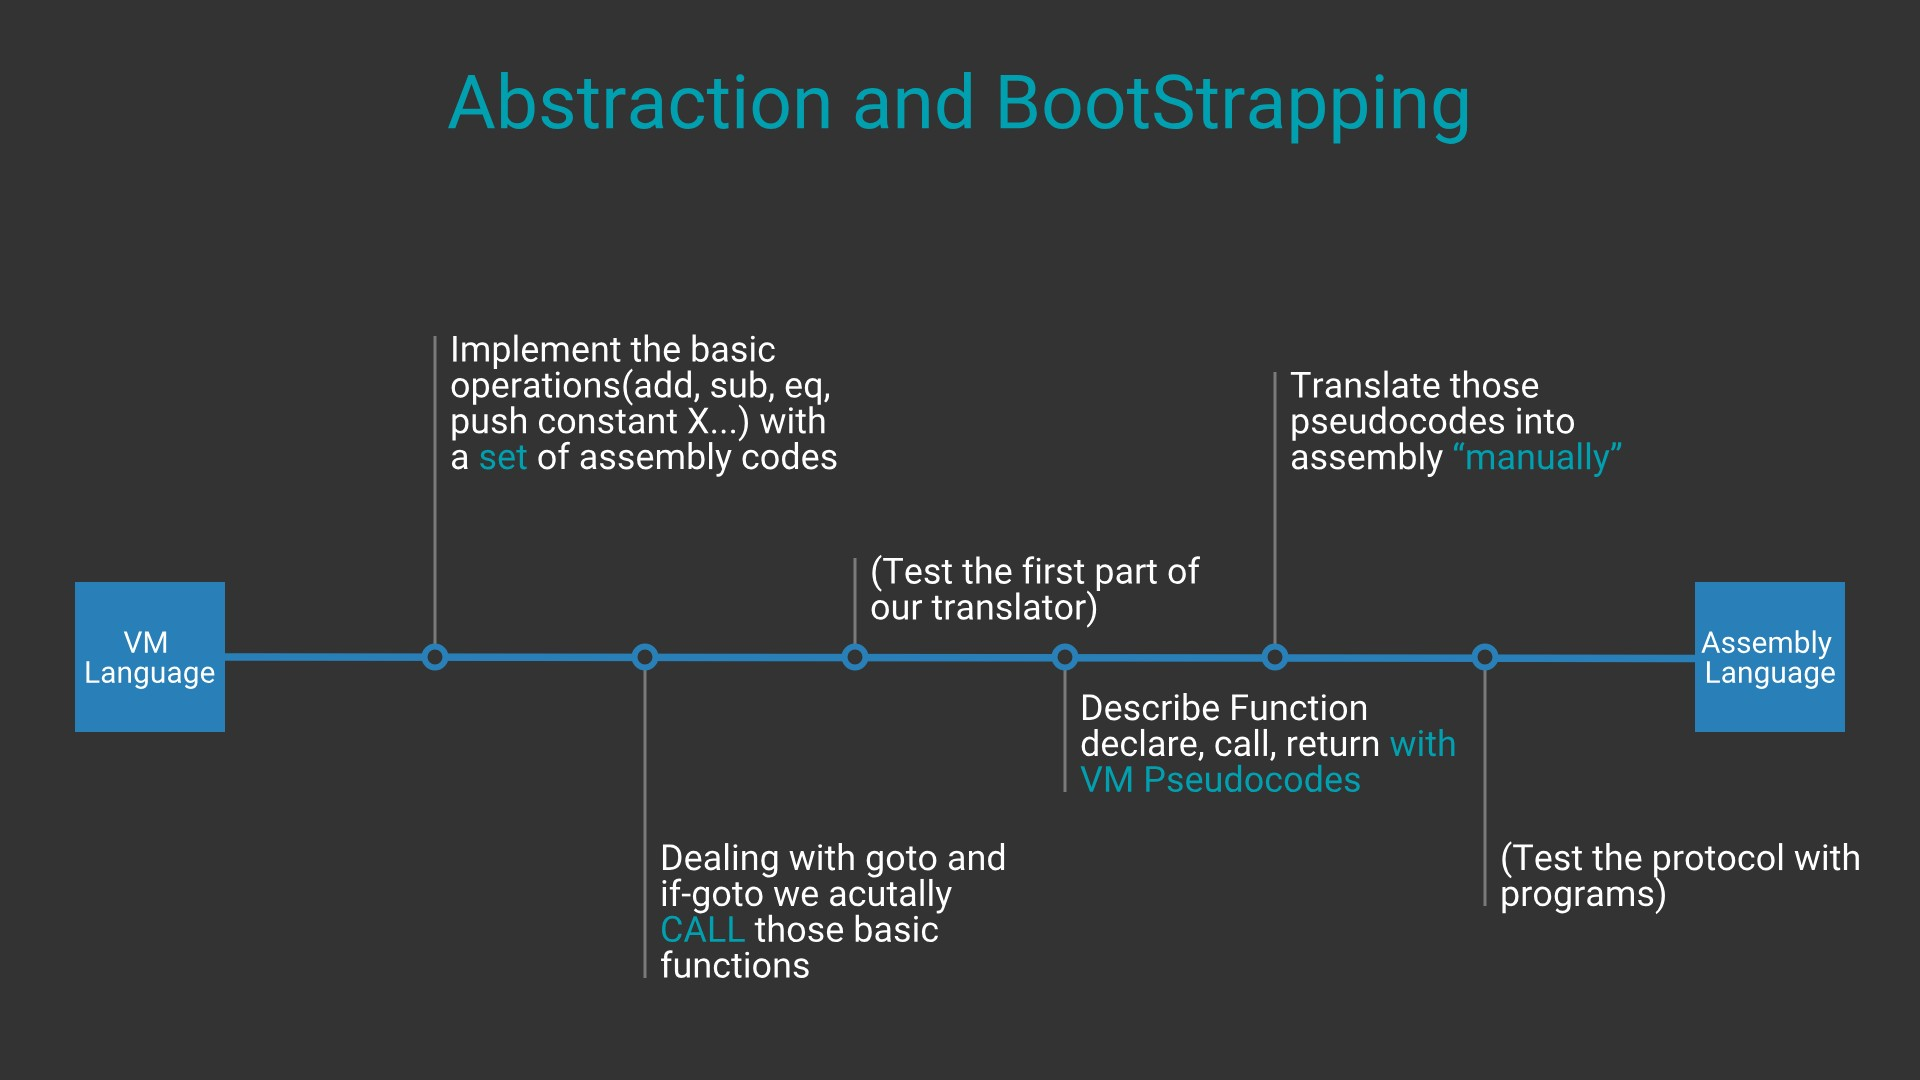 Abstraction and BootStrapping
Implement the basic
operations(add, sub, eq,
push constant X...) with
a set of assembly codes
Translate those
pseudocodes into
assembly “manually”
(Test the first part of
our translator)
VM
Language
Assembly
Language
Describe Function
declare, call, return with
VM Pseudocodes
Dealing with goto and
if-goto we acutally
CALL those basic
functions
(Test the protocol with
programs)